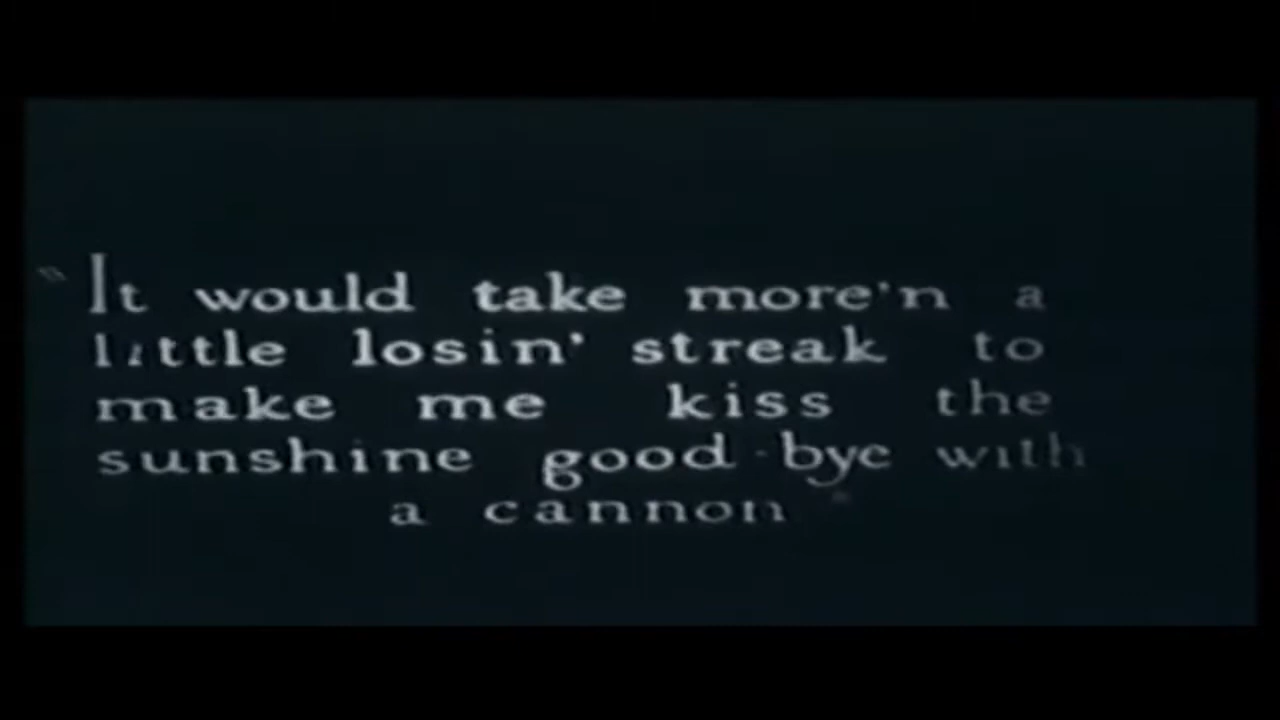 "It would take more'n a
little losin' streak to
make me kiss the
sunshine good-bye with
a cannon"